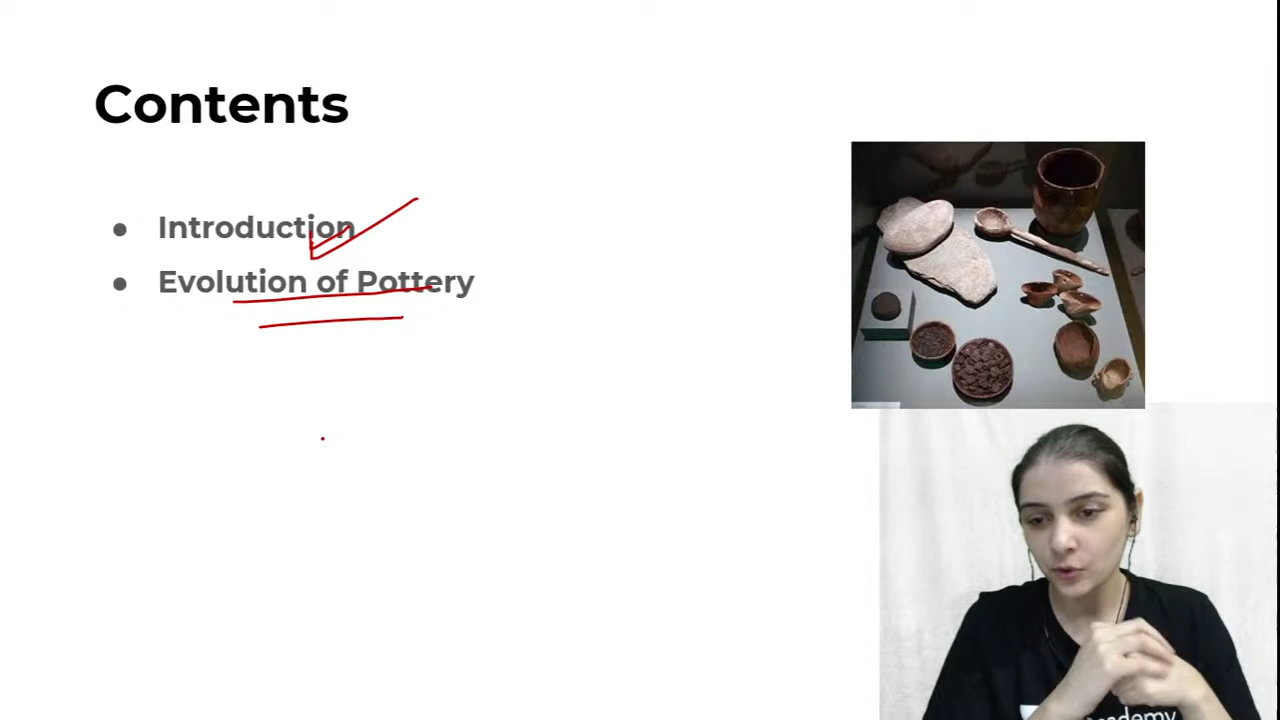 Contents
● Introduction
● Evolution of Pottery